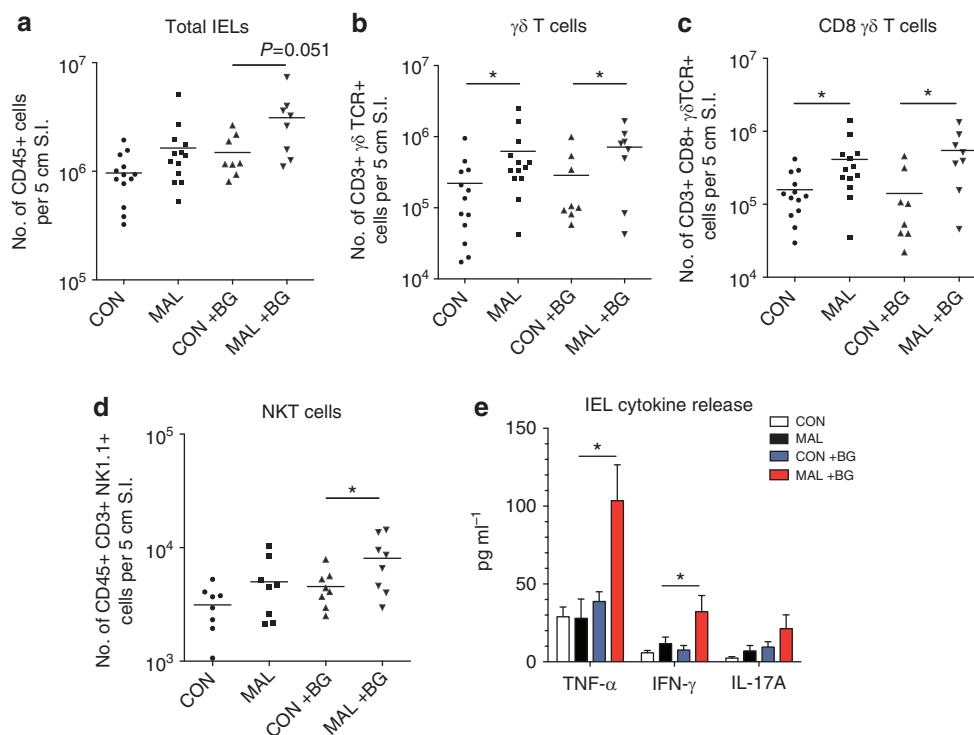 a
Total IELs
P=0.051
No. of CD45+ cells
per 5 cm S.I.
10^7
10^6
10^5
CON
MAL
CON +BG
MAL +BG
b
γδ T cells
*
*
No. of CD3+ γδ TCR+
cells per 5 cm S.I.
10^7
10^6
10^5
10^4
CON
MAL
CON +BG
MAL +BG
c
CD8 γδ T cells
*
*
No. of CD3+ CD8+ γδTCR+
cells per 5 cm S.I.
10^7
10^6
10^5
10^4
CON
MAL
CON +BG
MAL +BG
d
NKT cells
*
No. of CD45+ CD3+ NK1.1+
cells per 5 cm S.I.
10^5
10^4
10^3
CON
MAL
CON +BG
MAL +BG
e
IEL cytokine release
CON
MAL
CON +BG
MAL +BG
*
*
pg ml⁻¹
150
100
50
0
TNF-α
IFN-γ
IL-17A